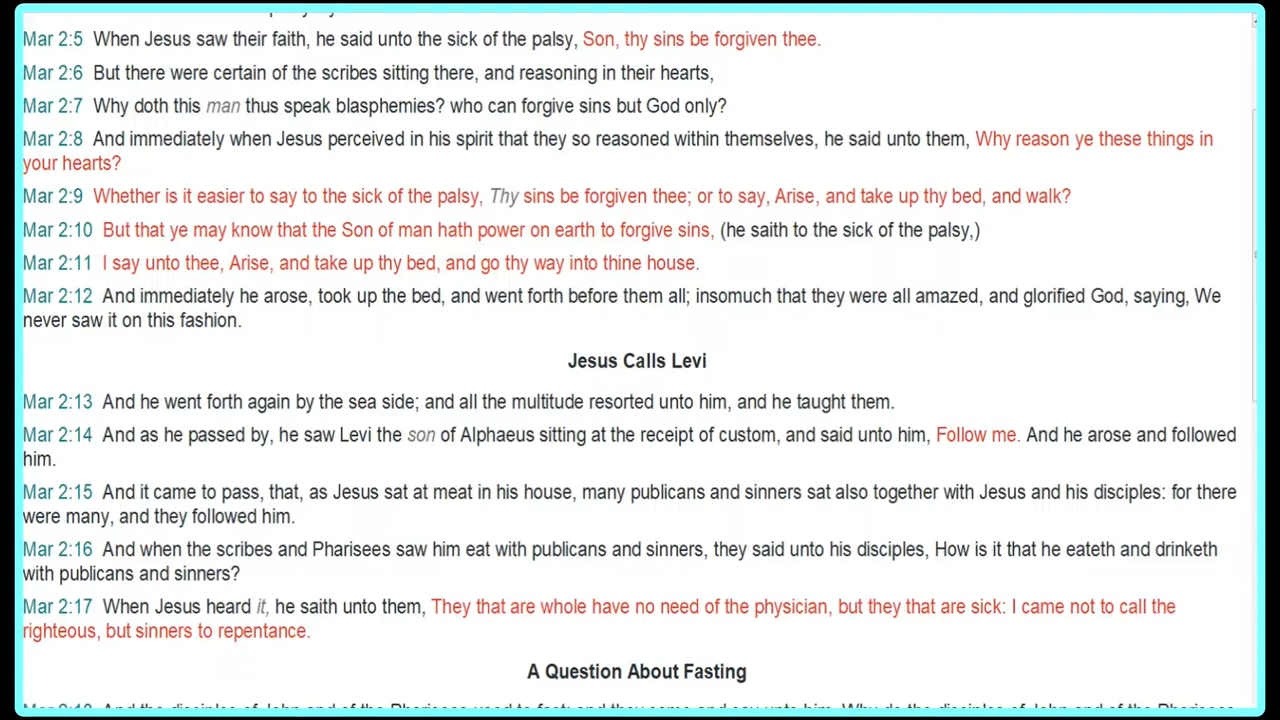 Mar 2:5 When Jesus saw their faith, he said unto the sick of the palsy, Son, thy sins be forgiven thee.
Mar 2:6 But there were certain of the scribes sitting there, and reasoning in their hearts,
Mar 2:7 Why doth this man thus speak blasphemies? who can forgive sins but God only?
Mar 2:8 And immediately when Jesus perceived in his spirit that they so reasoned within themselves, he said unto them, Why reason ye these things in
your hearts?
Mar 2:9 Whether is it easier to say to the sick of the palsy, Thy sins be forgiven thee; or to say, Arise, and take up thy bed, and walk?
Mar 2:10 But that ye may know that the Son of man hath power on earth to forgive sins, (he saith to the sick of the palsy,)
Mar 2:11 I say unto thee, Arise, and take up thy bed, and go thy way into thine house.
Mar 2:12 And immediately he arose, took up the bed, and went forth before them all; insomuch that they were all amazed, and glorified God, saying, We
never saw it on this fashion.
Jesus Calls Levi
Mar 2:13 And he went forth again by the sea side; and all the multitude resorted unto him, and he taught them.
Mar 2:14 And as he passed by, he saw Levi the son of Alphaeus sitting at the receipt of custom, and said unto him, Follow me. And he arose and followed
him.
Mar 2:15 And it came to pass, that, as Jesus sat at meat in his house, many publicans and sinners sat also together with Jesus and his disciples: for there
were many, and they followed him.
Mar 2:16 And when the scribes and Pharisees saw him eat with publicans and sinners, they said unto his disciples, How is it that he eateth and drinketh
with publicans and sinners?
Mar 2:17 When Jesus heard it, he saith unto them, They that are whole have no need of the physician, but they that are sick: I came not to call the
righteous, but sinners to repentance.
A Question About Fasting